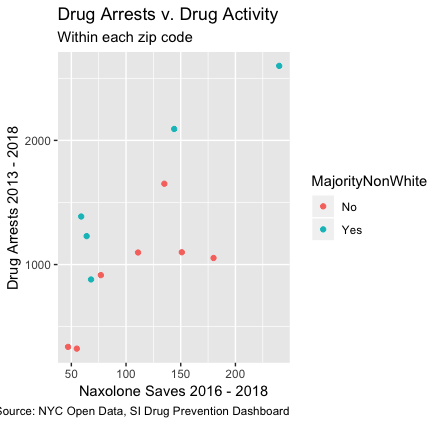 Drug Arrests v. Drug Activity
Within each zip code
Drug Arrests 2013 - 2018
2000
1000
50
100
150
200
Naxolone Saves 2016 - 2018
MajorityNonWhite
No
Yes
Source: NYC Open Data, SI Drug Prevention Dashboard